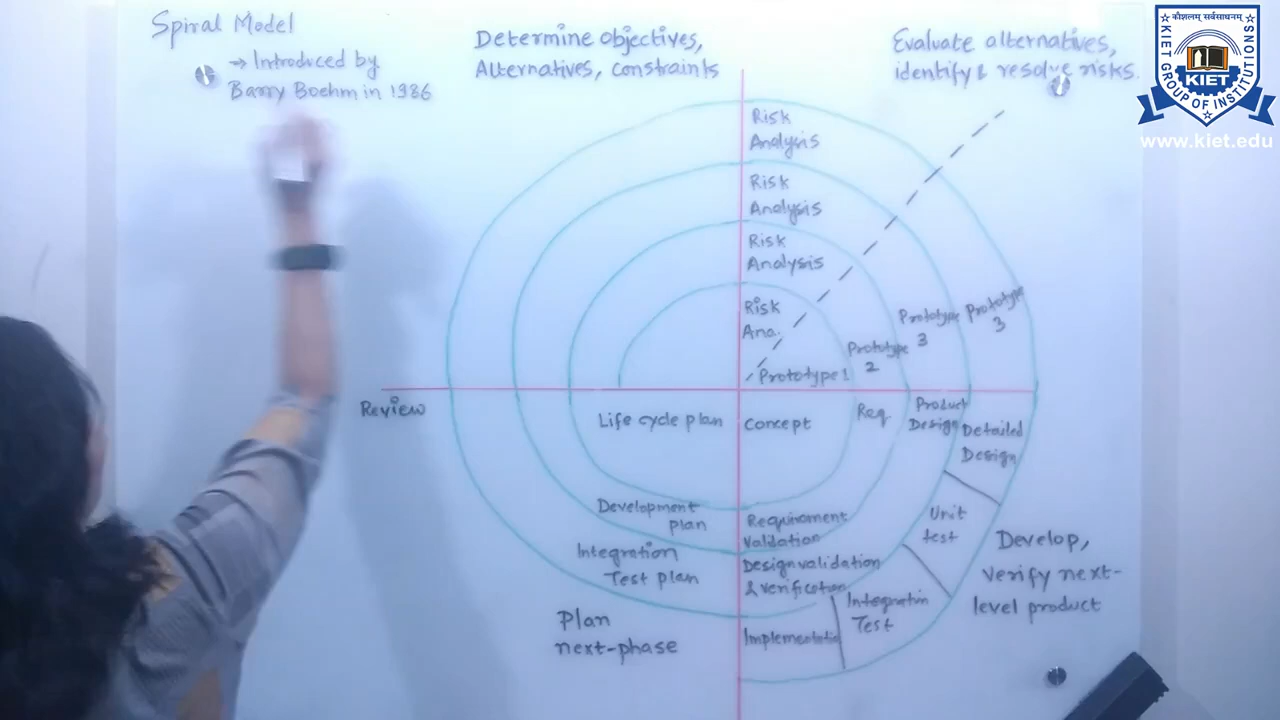 Spiral Model
→ Introduced by
Barry Boehm in 1986
Determine objectives,
Alternatives, constraints
Evaluate alternatives,
identify & resolve risks.
कौशलम् सर्वसाधनम्
KIET
KIET GROUP OF INSTITUTIONS
www.kiet.edu
Risk
Analysis
Risk
Analysis
Risk
Analysis
Risk
Ana.
Prototype 1
Prototype
2
Prototype
3
Prototype
3
Review
Life cycle plan
Concept
Req.
Product
Design
Detailed
Design
Development
plan
Requirement
Valdation
Unit
test
Integration
Test plan
Design validation
& verification
Integratin
Test
Implementatio
Develop,
verify next-
level product
Plan
next-phase